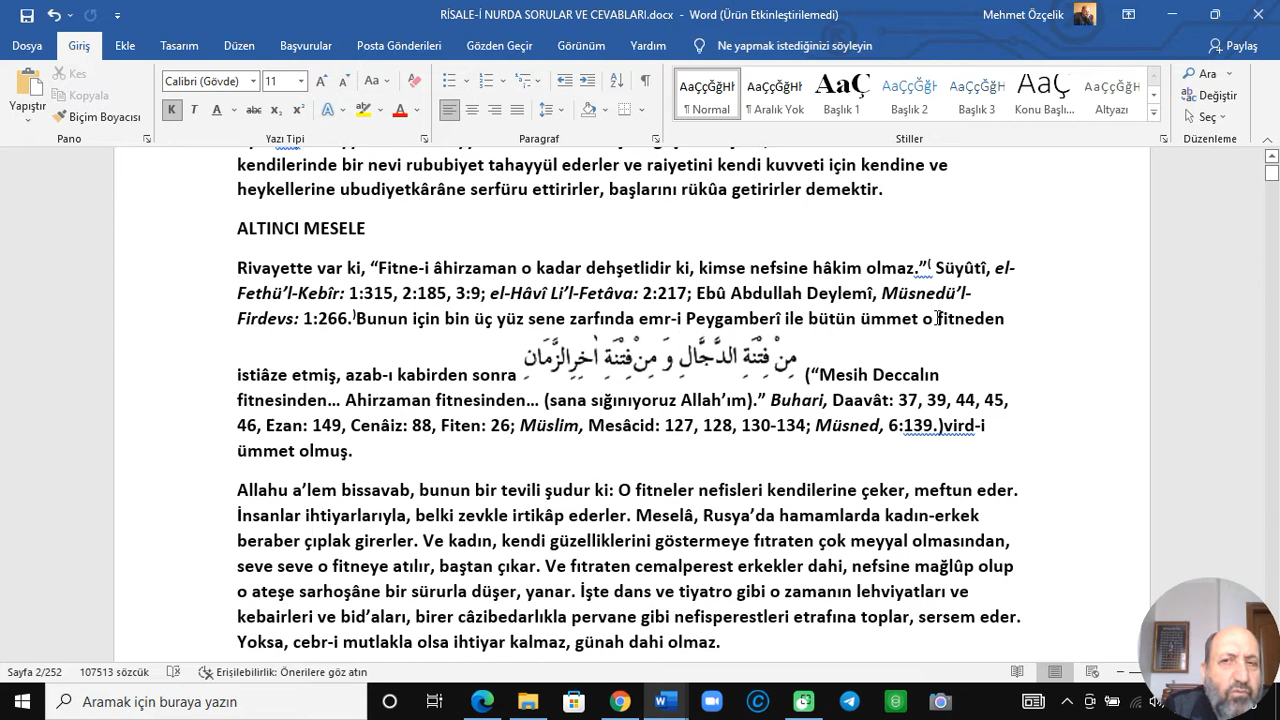 RİSALE-İ NURDA SORULAR VE CEVABLARI.docx - Word (Ürün Etkinleştirilemedi)
Mehmet Özçelik
Dosya Giriş Ekle Tasarım Düzen Başvurular Posta Gönderileri Gözden Geçir Görünüm Yardım Ne yapmak istediğinizi söyleyin Paylaş
Yapıştır
Kes
Kopyala
Biçim Boyacısı
Pano
Calibri (Gövde) 11
K T A abc x₂ x²
Yazı Tipi
Paragraf
AaÇçĞğHł AaÇçĞğHł AaÇ AaÇçĞğHl AaÇçĞğH AaÇç AaÇçĞğHł
¶ Normal ¶ Aralık Yok Başlık 1 Başlık 2 Başlık 3 Konu Başlı... Altyazı
Stiller
Ara
Değiştir
Seç
Düzenleme
kendilerinde bir nevi rububiyet tahayyül ederler ve raiyetini kendi kuvveti için kendine ve
heykellerine ubudiyetkârâne serfüru ettirirler, başlarını rükûa getirirler demektir.
ALTINCI MESELE
Rivayette var ki, “Fitne-i âhirzaman o kadar dehşetlidir ki, kimse nefsine hâkim olmaz.”( Süyûtî, el-
Fethü’l-Kebîr: 1:315, 2:185, 3:9; el-Hâvî Li’l-Fetâva: 2:217; Ebû Abdullah Deylemî, Müsnedü’l-
Firdevs: 1:266.)Bunun için bin üç yüz sene zarfında emr-i Peygamberî ile bütün ümmet o fitneden
istiâze etmiş, azab-ı kabirden sonra مِنْ فِتْنَةِ الدَّجَّالِ وَ مِنْ فِتْنَةِ اٰخِرِالزَّمَانِ (“Mesih Deccalın
fitnesinden… Ahirzaman fitnesinden… (sana sığınıyoruz Allah’ım).” Buhari, Daavât: 37, 39, 44, 45,
46, Ezan: 149, Cenâiz: 88, Fiten: 26; Müslim, Mesâcid: 127, 128, 130-134; Müsned, 6:139.)vird-i
ümmet olmuş.
Allahu a’lem bissavab, bunun bir tevili şudur ki: O fitneler nefisleri kendilerine çeker, meftun eder.
İnsanlar ihtiyarlarıyla, belki zevkle irtikâp ederler. Meselâ, Rusya’da hamamlarda kadın-erkek
beraber çıplak girerler. Ve kadın, kendi güzelliklerini göstermeye fıtraten çok meyyal olmasından,
seve seve o fitneye atılır, baştan çıkar. Ve fıtraten cemalperest erkekler dahi, nefsine mağlûp olup
o ateşe sarhoşâne bir sürurla düşer, yanar. İşte dans ve tiyatro gibi o zamanın lehviyatları ve
kebairleri ve bid’aları, birer câzibedarlıkla pervane gibi nefisperestleri etrafına toplar, sersem eder.
Yoksa, cebr-i mutlakla olsa ihtiyar kalmaz, günah dahi olmaz.
Sayfa 2/252 107513 sözcük Erişilebilirlik: Önerilere göz atın
Aramak için buraya yazın